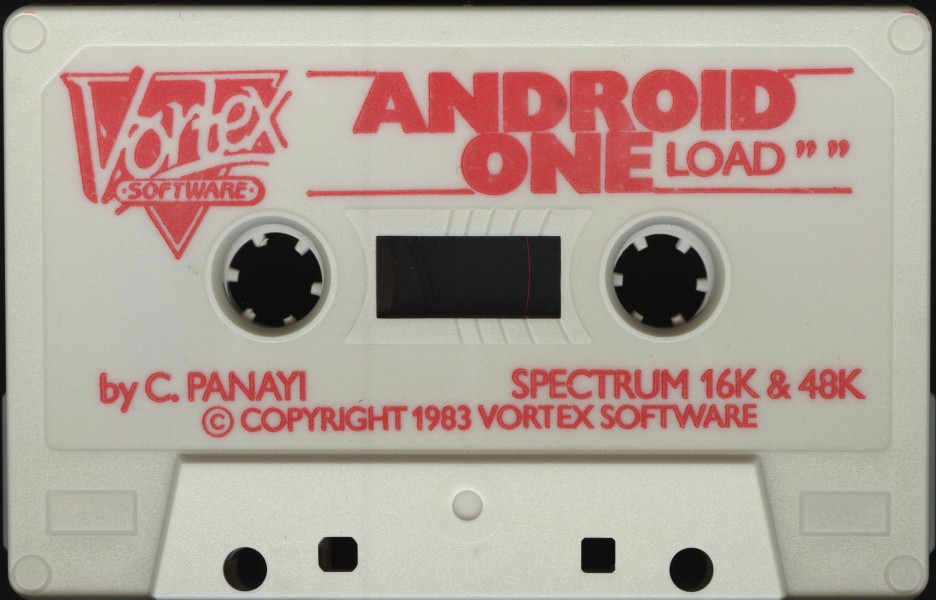 Vortex
SOFTWARE
ANDROID
ONE LOAD ” ”
by C. PANAYI
SPECTRUM 16K & 48K
© COPYRIGHT 1983 VORTEX SOFTWARE